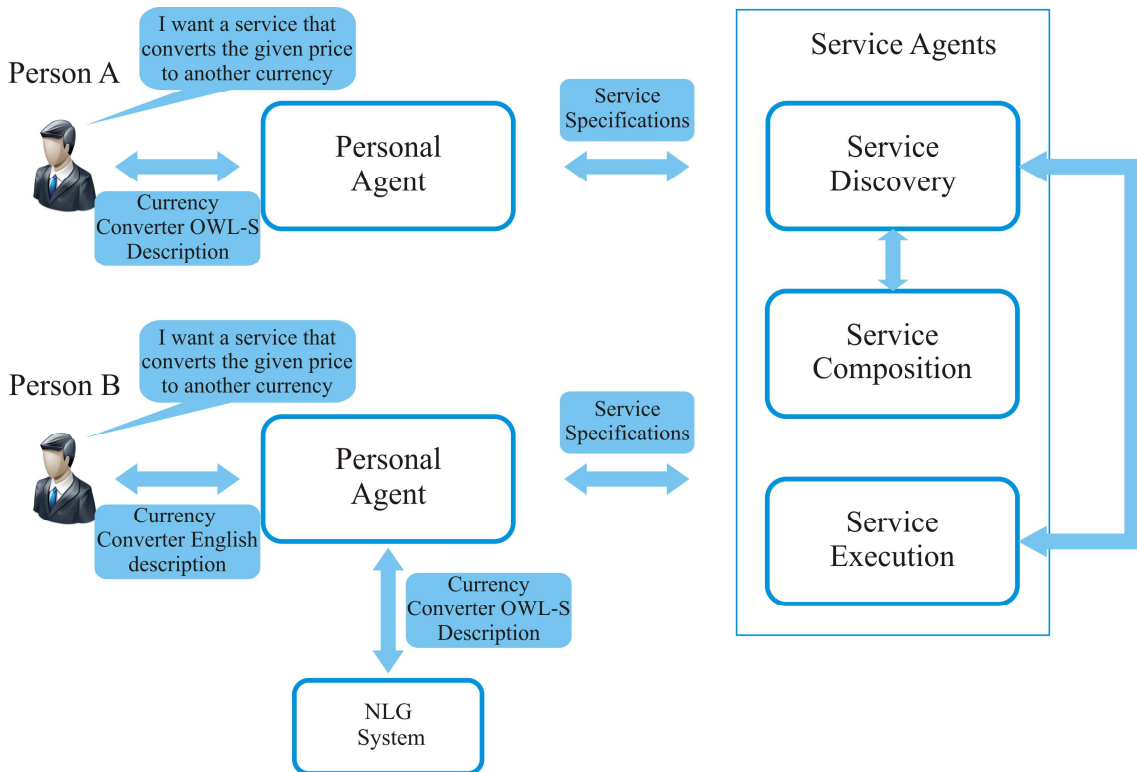 Person A
I want a service that
converts the given price
to another currency
Personal
Agent
Currency
Converter OWL-S
Description
Service
Specifications
Service Agents
Service
Discovery
Service
Composition
Service
Execution
Person B
I want a service that
converts the given price
to another currency
Personal
Agent
Currency
Converter English
description
Service
Specifications
Currency
Converter OWL-S
Description
NLG
System